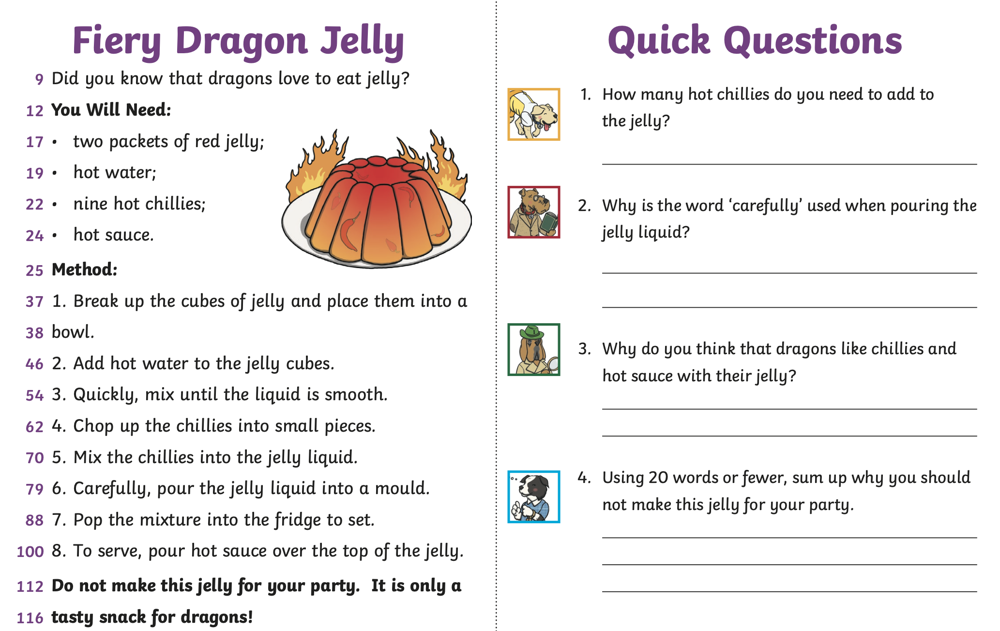 Fiery Dragon Jelly
9 Did you know that dragons love to eat jelly?
12 You Will Need:
17 • two packets of red jelly;
19 • hot water;
22 • nine hot chillies;
24 • hot sauce.
25 Method:
37 1. Break up the cubes of jelly and place them into a
38 bowl.
46 2. Add hot water to the jelly cubes.
54 3. Quickly, mix until the liquid is smooth.
62 4. Chop up the chillies into small pieces.
70 5. Mix the chillies into the jelly liquid.
79 6. Carefully, pour the jelly liquid into a mould.
88 7. Pop the mixture into the fridge to set.
100 8. To serve, pour hot sauce over the top of the jelly.
112 Do not make this jelly for your party. It is only a
116 tasty snack for dragons!
Quick Questions
1. How many hot chillies do you need to add to
the jelly?
2. Why is the word ‘carefully’ used when pouring the
jelly liquid?
I
3. Why do you think that dragons like chillies and
hot sauce with their jelly?
4. Using 20 words or fewer, sum up why you should
not make this jelly for your party.